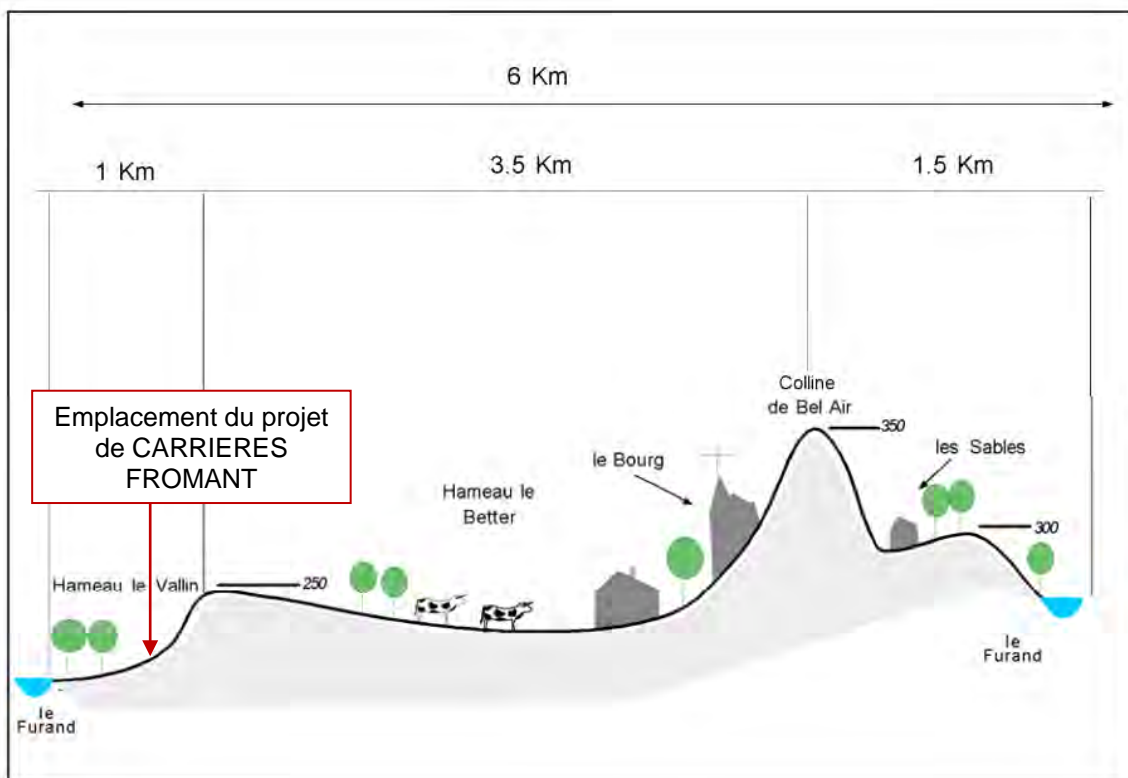 6 Km
1 Km
3.5 Km
1.5 Km
Emplacement du projet
de CARRIERES
FROMANT
Colline
de Bel Air
350
les Sables
le Bourg
Hameau le
Better
300
Hameau le Vallin
250
le
Furand
le
Furand